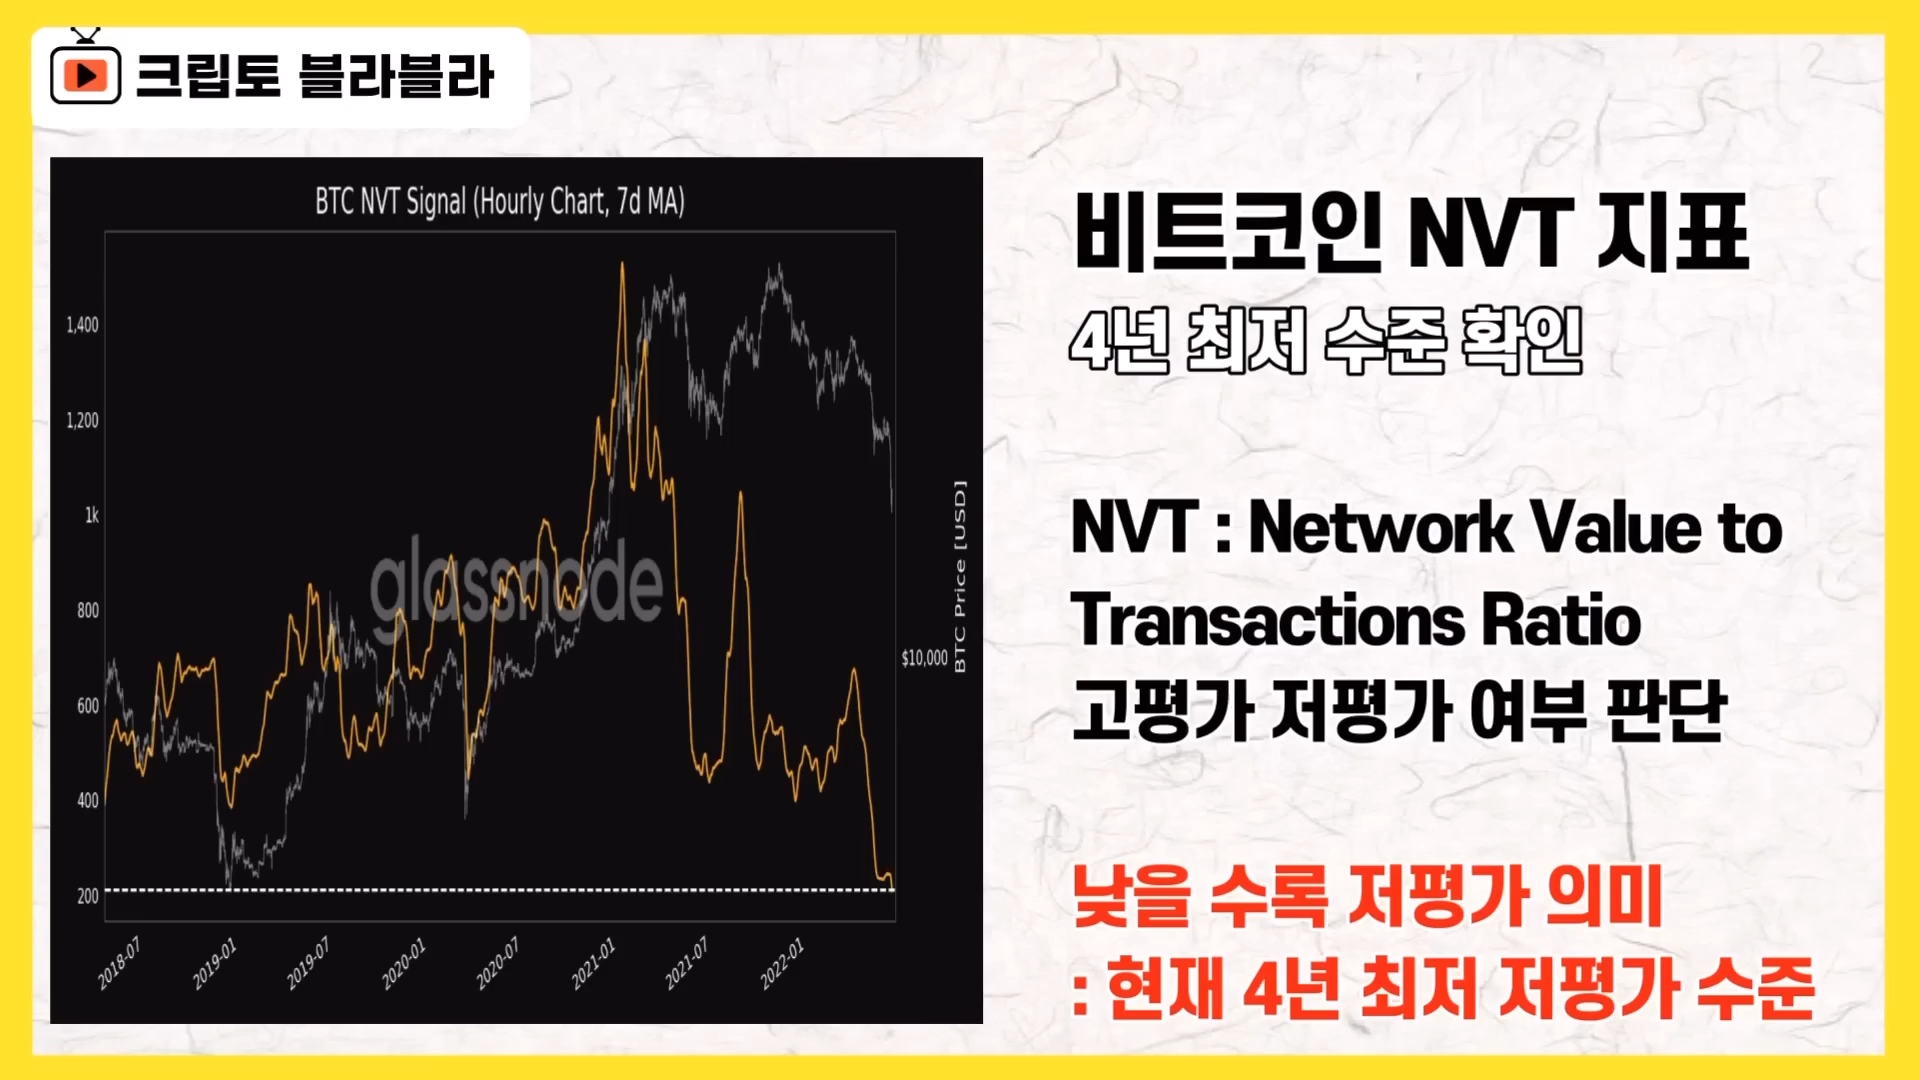 크립토 블라블라
BTC NVT Signal (Hourly Chart, 7d MA)
1,400
1,200
1k
800
600
400
200
glassnode
$10,000
BTC Price [USD]
2018-07
2019-01
2019-07
2020-01
2020-07
2021-01
2021-07
2022-01
비트코인 NVT 지표
4년 최저 수준 확인
NVT : Network Value to
Transactions Ratio
고평가 저평가 여부 판단
낮을 수록 저평가 의미
: 현재 4년 최저 저평가 수준